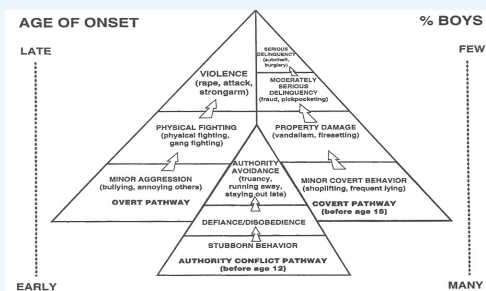 AGE OF ONSET
% BOYS
LATE
FEW
SERIOUS
DELINQUENCY
(autotheft,
burglary)
VIOLENCE
(rape, attack,
strongarm)
MODERATELY
SERIOUS
DELINQUENCY
(fraud, pickpocketing)
PHYSICAL FIGHTING
(physical fighting,
gang fighting)
PROPERTY DAMAGE
(vandalism, firesetting)
AUTHORITY
AVOIDANCE
(truancy,
running away,
staying out late)
MINOR AGGRESSION
(bullying, annoying others)
OVERT PATHWAY
MINOR COVERT BEHAVIOR
(shoplifting, frequent lying)
COVERT PATHWAY
(before age 15)
DEFIANCE/DISOBEDIENCE
STUBBORN BEHAVIOR
AUTHORITY CONFLICT PATHWAY
(before age 12)
EARLY
MANY